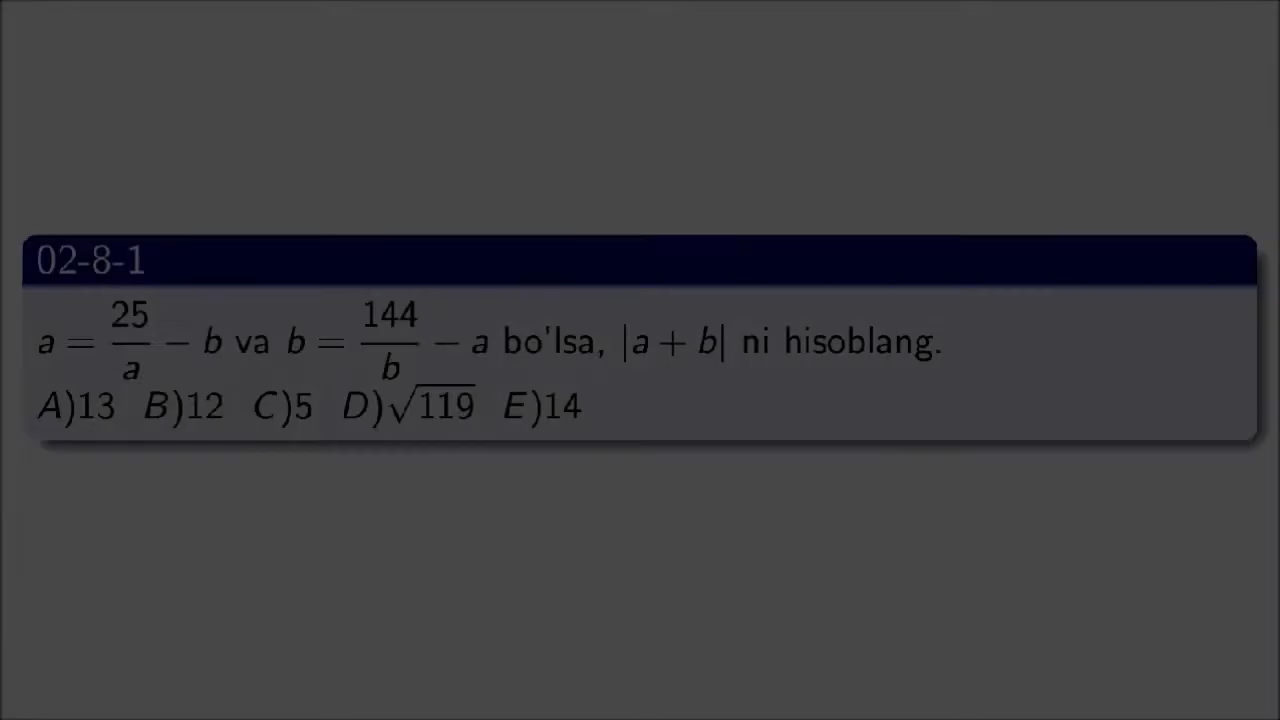 02-8-1
a = 25/a − b va b = 144/b − a bo'lsa, |a + b| ni hisoblang.
A)13 B)12 C)5 D)√119 E)14